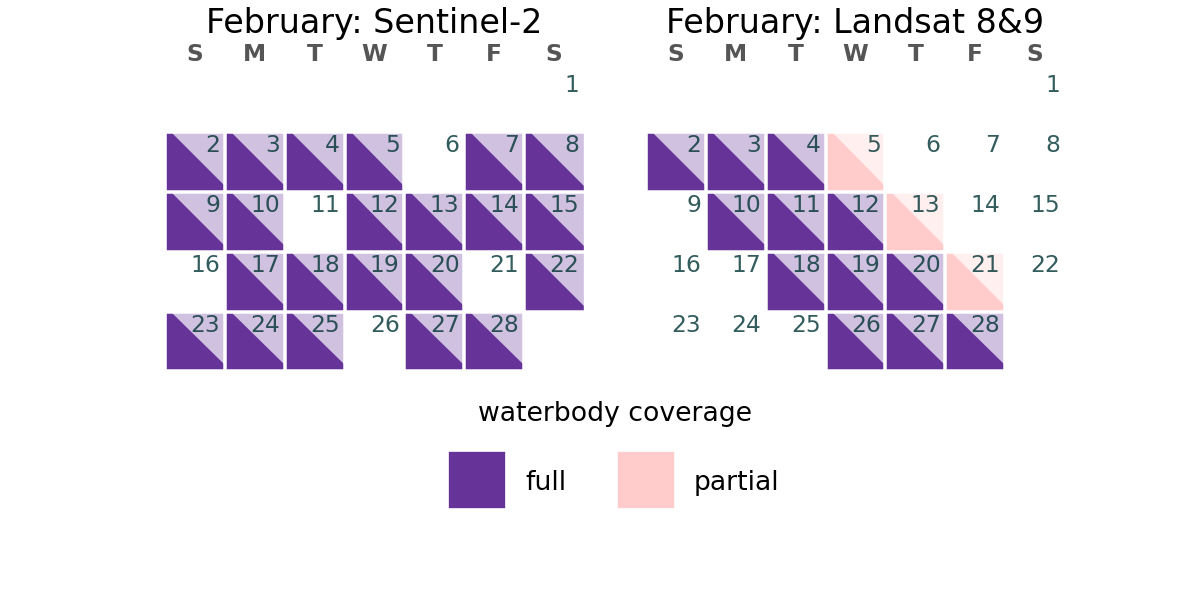 February: Sentinel-2
S M T W T F S
1
2 3 4 5 6 7 8
9 10 11 12 13 14 15
16 17 18 19 20 21 22
23 24 25 26 27 28
February: Landsat 8&9
S M T W T F S
1
2 3 4 5 6 7 8
9 10 11 12 13 14 15
16 17 18 19 20 21 22
23 24 25 26 27 28
waterbody coverage
full partial